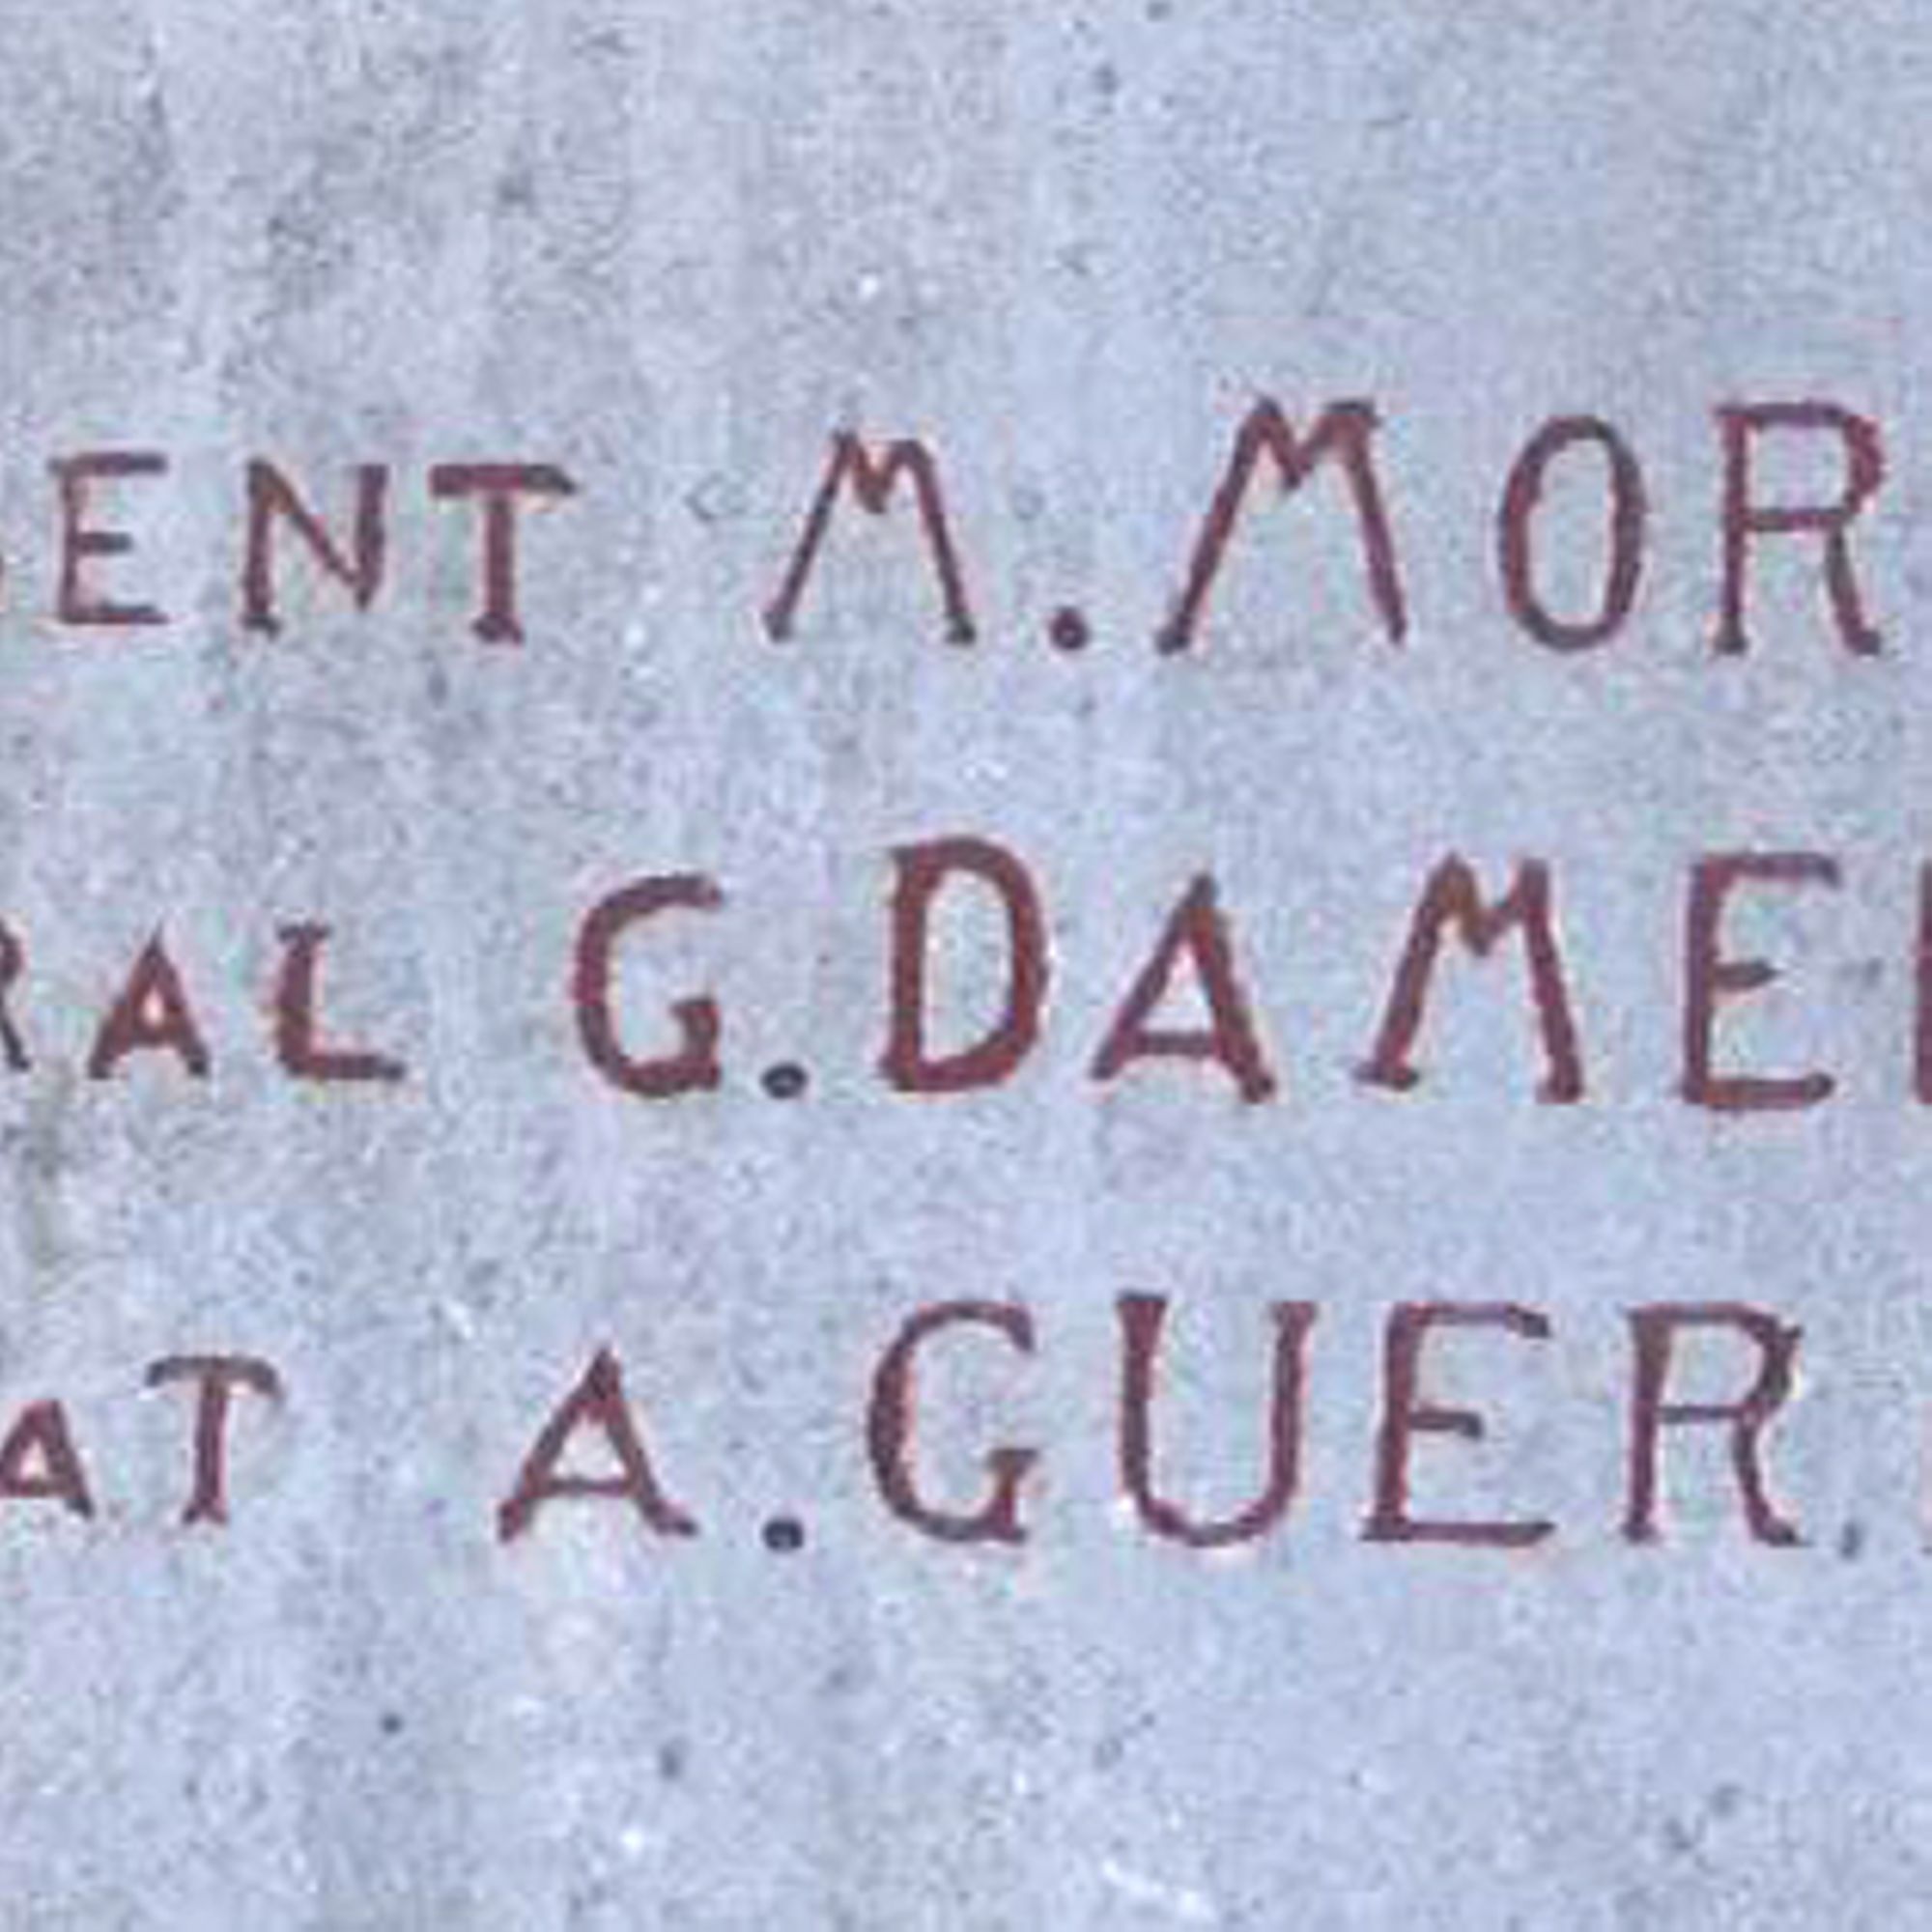 ENT M.MOR
RAL G.DAME
AT A.GUER